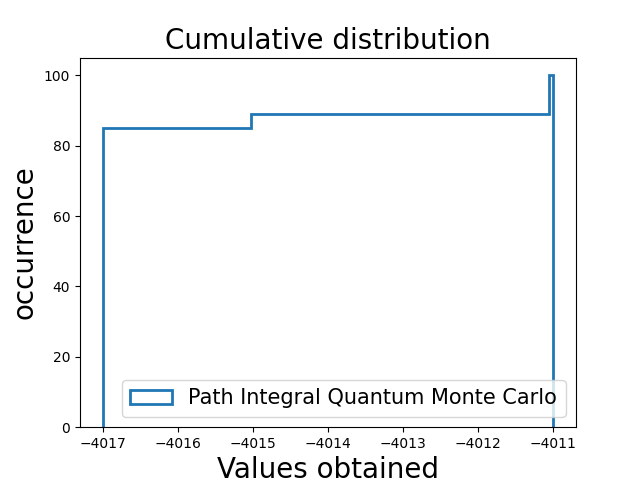 Cumulative distribution
occurrence
100
80
60
40
20
0
Path Integral Quantum Monte Carlo
−4017 −4016 −4015 −4014 −4013 −4012 −4011
Values obtained